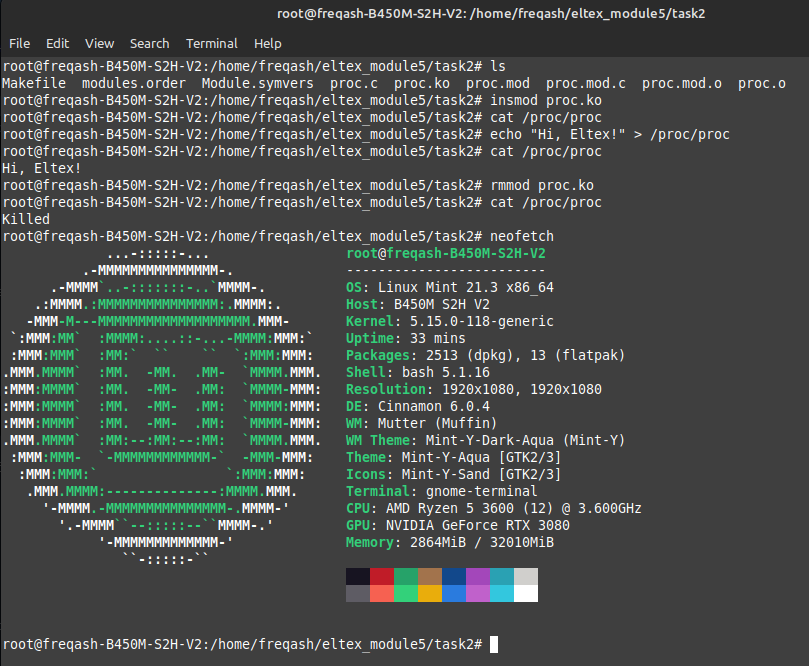 root@freqash-B450M-S2H-V2: /home/freqash/eltex_module5/task2
File Edit View Search Terminal Help
root@freqash-B450M-S2H-V2:/home/freqash/eltex_module5/task2# ls
Makefile  modules.order  Module.symvers  proc.c  proc.ko  proc.mod  proc.mod.c  proc.mod.o  proc.o
root@freqash-B450M-S2H-V2:/home/freqash/eltex_module5/task2# insmod proc.ko
root@freqash-B450M-S2H-V2:/home/freqash/eltex_module5/task2# cat /proc/proc
root@freqash-B450M-S2H-V2:/home/freqash/eltex_module5/task2# echo "Hi, Eltex!" > /proc/proc
root@freqash-B450M-S2H-V2:/home/freqash/eltex_module5/task2# cat /proc/proc
Hi, Eltex!
root@freqash-B450M-S2H-V2:/home/freqash/eltex_module5/task2# rmmod proc.ko
root@freqash-B450M-S2H-V2:/home/freqash/eltex_module5/task2# cat /proc/proc
Killed
root@freqash-B450M-S2H-V2:/home/freqash/eltex_module5/task2# neofetch
root@freqash-B450M-S2H-V2
-------------------------
OS: Linux Mint 21.3 x86_64
Host: B450M S2H V2
Kernel: 5.15.0-118-generic
Uptime: 33 mins
Packages: 2513 (dpkg), 13 (flatpak)
Shell: bash 5.1.16
Resolution: 1920x1080, 1920x1080
DE: Cinnamon 6.0.4
WM: Mutter (Muffin)
WM Theme: Mint-Y-Dark-Aqua (Mint-Y)
Theme: Mint-Y-Aqua [GTK2/3]
Icons: Mint-Y-Sand [GTK2/3]
Terminal: gnome-terminal
CPU: AMD Ryzen 5 3600 (12) @ 3.600GHz
GPU: NVIDIA GeForce RTX 3080
Memory: 2864MiB / 32010MiB
root@freqash-B450M-S2H-V2:/home/freqash/eltex_module5/task2#